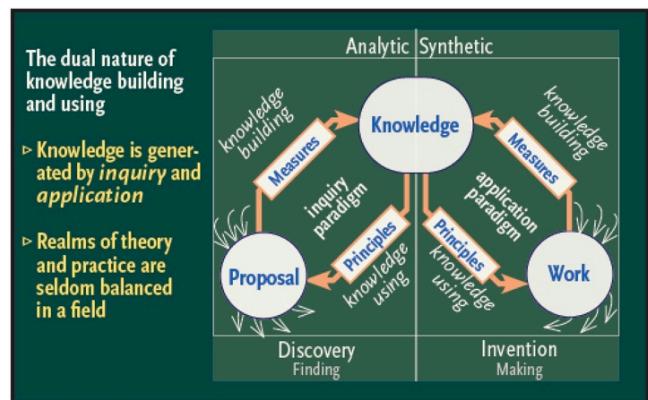 The dual nature of
knowledge building
and using
▹ Knowledge is gener-
ated by inquiry and
application
▹ Realms of theory
and practice are
seldom balanced
in a field
Analytic Synthetic
knowledge
building
Measures
Knowledge
Measures
knowledge
building
inquiry
paradigm
application
paradigm
Proposal
Principles
knowledge
using
Principles
knowledge
using
Work
Discovery
Finding
Invention
Making